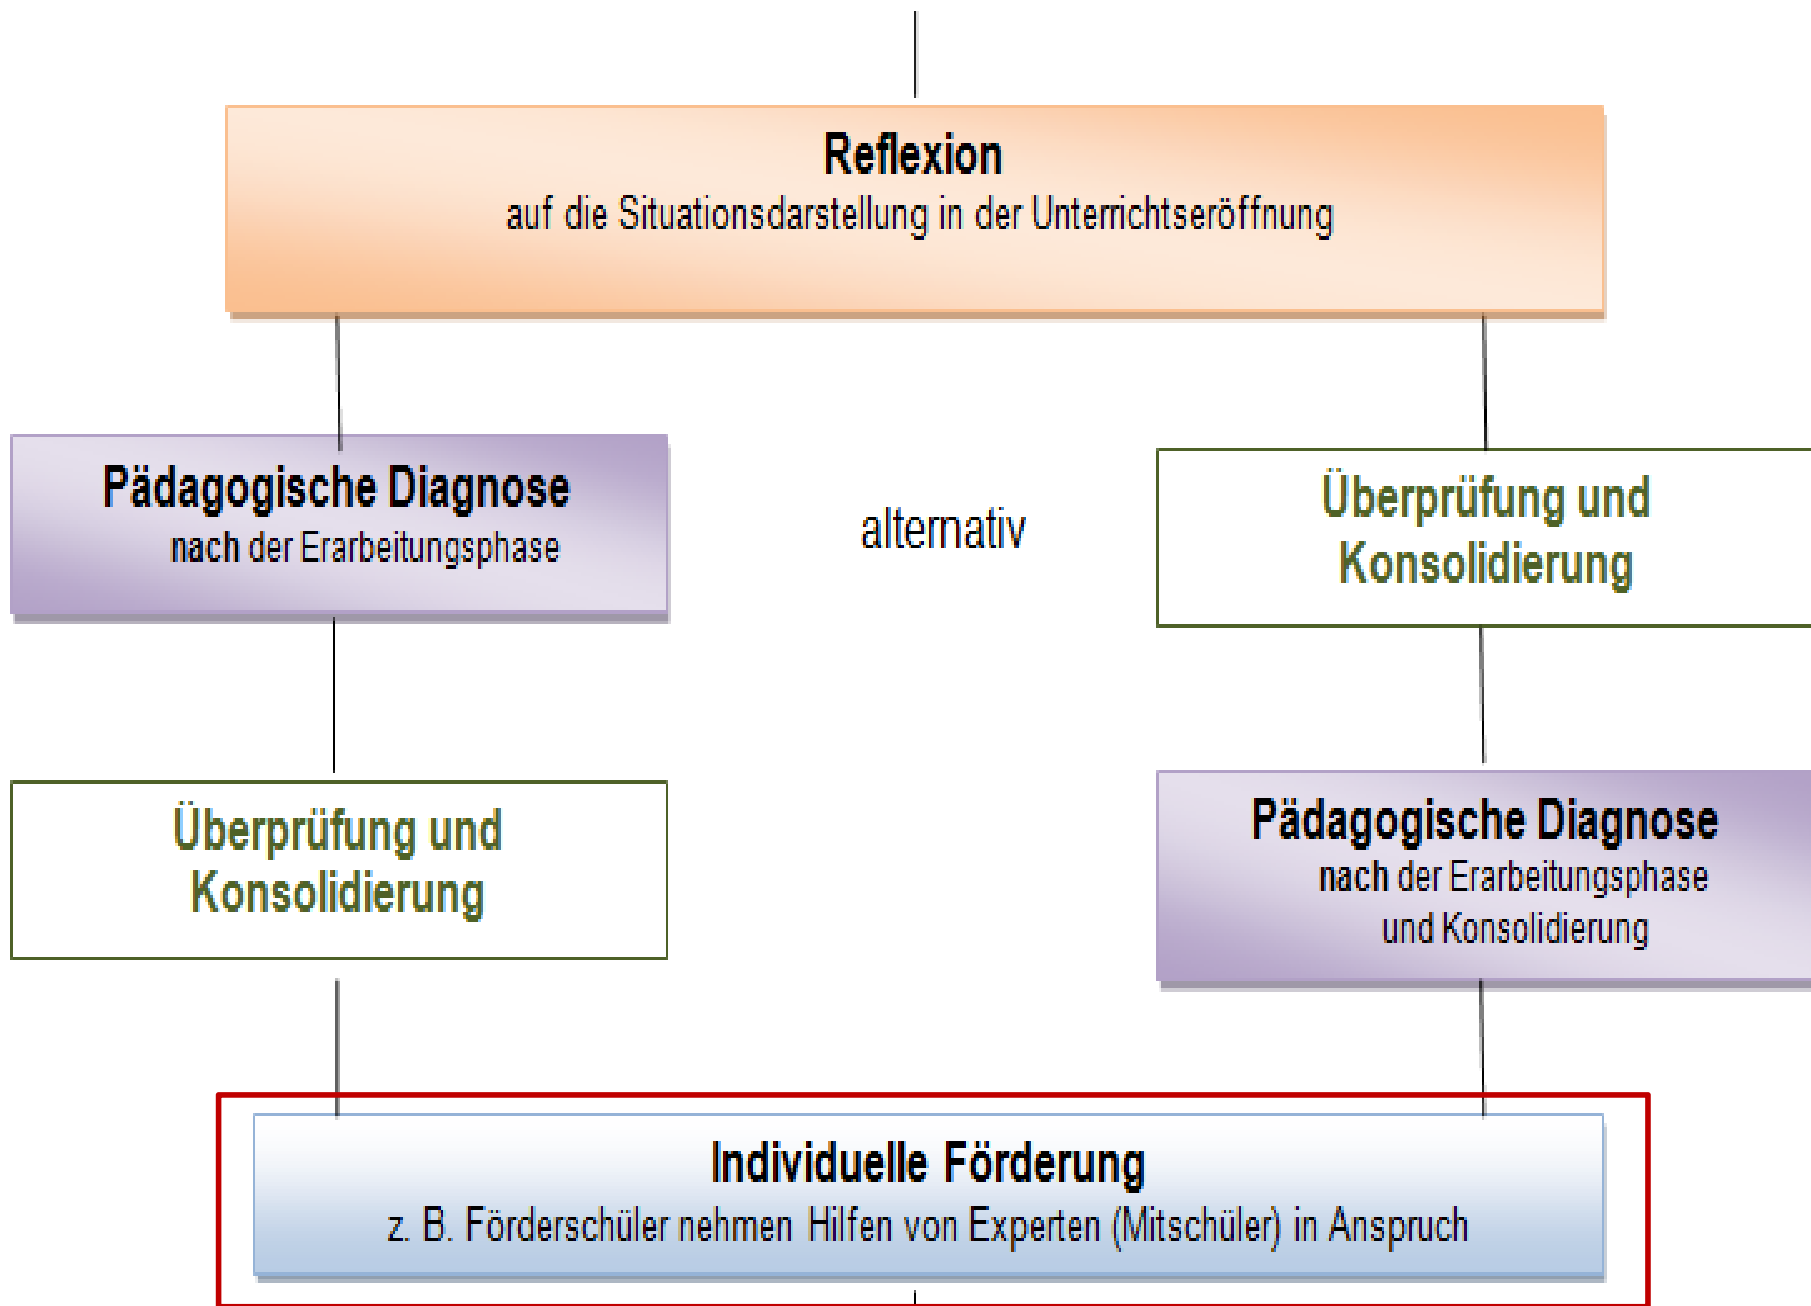 Reflexion
auf die Situationsdarstellung in der Unterrichtseröffnung
Pädagogische Diagnose
nach der Erarbeitungsphase
alternativ
Überprüfung und
Konsolidierung
Überprüfung und
Konsolidierung
Pädagogische Diagnose
nach der Erarbeitungsphase
und Konsolidierung
Individuelle Förderung
z. B. Förderschüler nehmen Hilfen von Experten (Mitschüler) in Anspruch